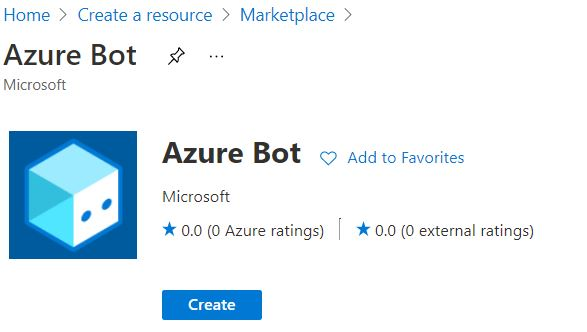 Home > Create a resource > Marketplace >
Azure Bot ...
Microsoft
Azure Bot Add to Favorites
Microsoft
★ 0.0 (0 Azure ratings) | ★ 0.0 (0 external ratings)
Create